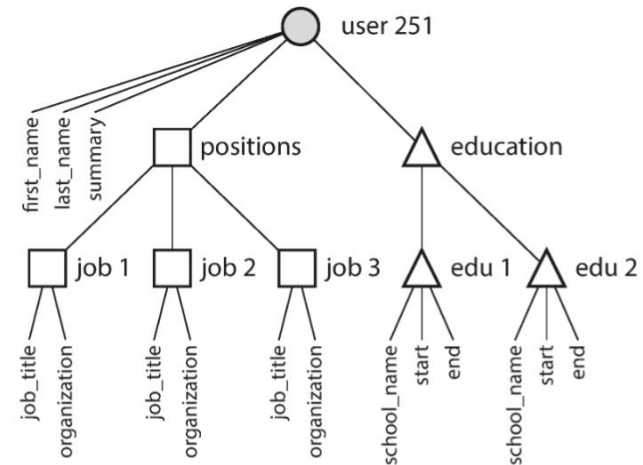 user 251
first_name
last_name
summary
positions
education
job 1
job 2
job 3
edu 1
edu 2
job_title
organization
job_title
organization
job_title
organization
school_name
start
end
school_name
start
end